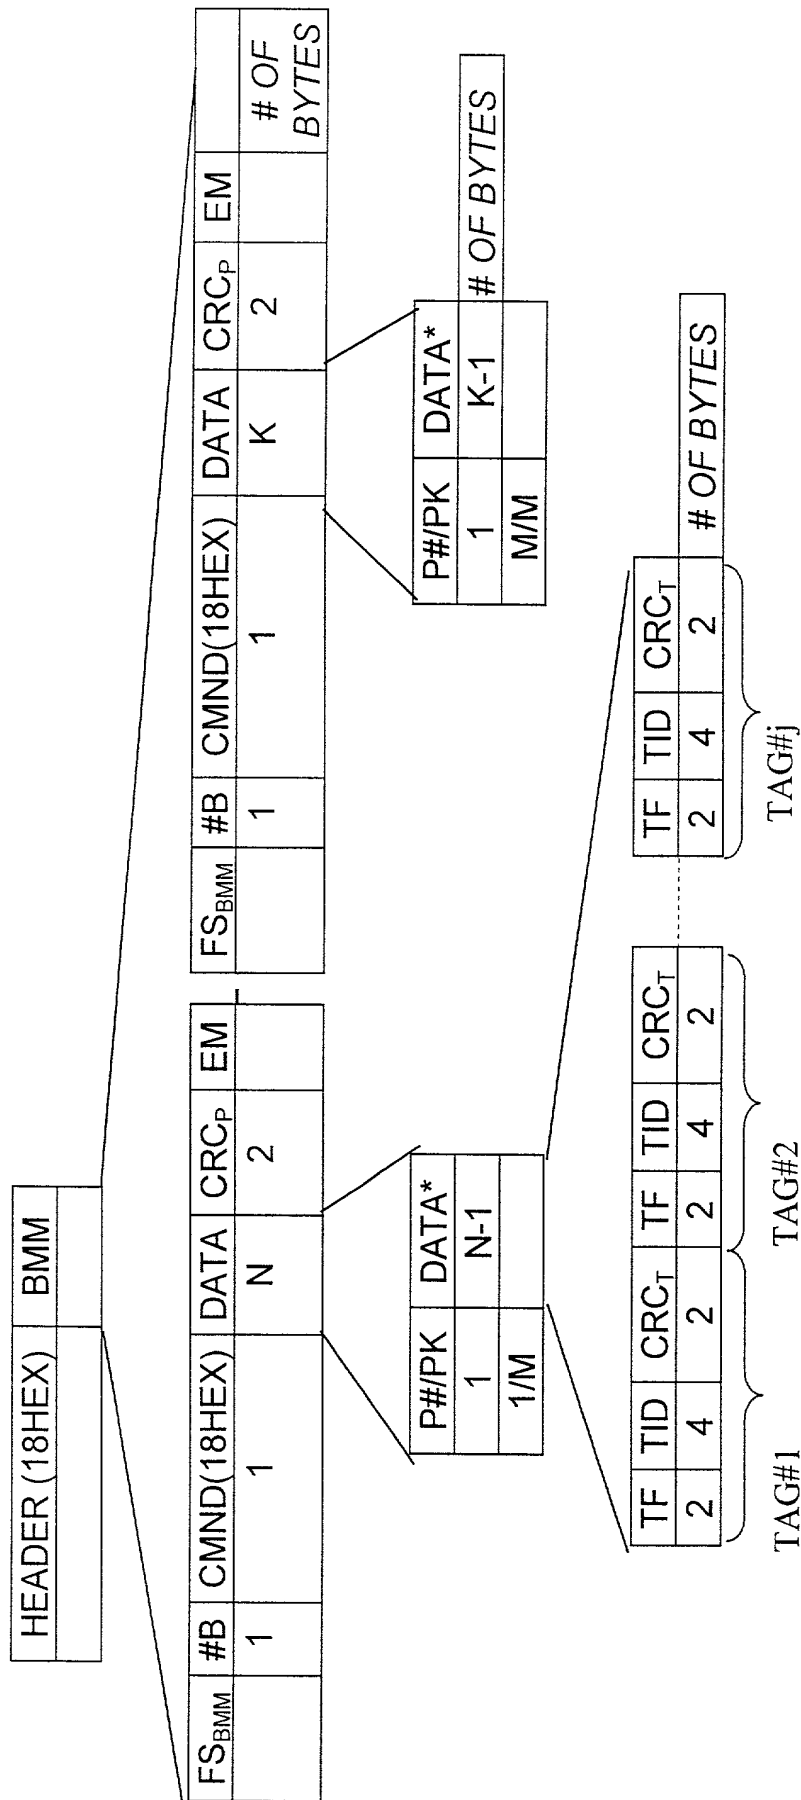 HEADER (18HEX) BMM
FS_BMM #B CMND(18HEX) DATA CRC_P EM FS_BMM #B CMND(18HEX) DATA CRC_P EM
1 1 N 2 1 1 K 2 # OF
BYTES
P#/PK DATA* P#/PK DATA*
1 N-1 1 K-1 # OF BYTES
1/M M/M
TF TID CRC_T TF TID CRC_T TF TID CRC_T
2 4 2 2 4 2 2 4 2 # OF BYTES
TAG#1 TAG#2 TAG#j